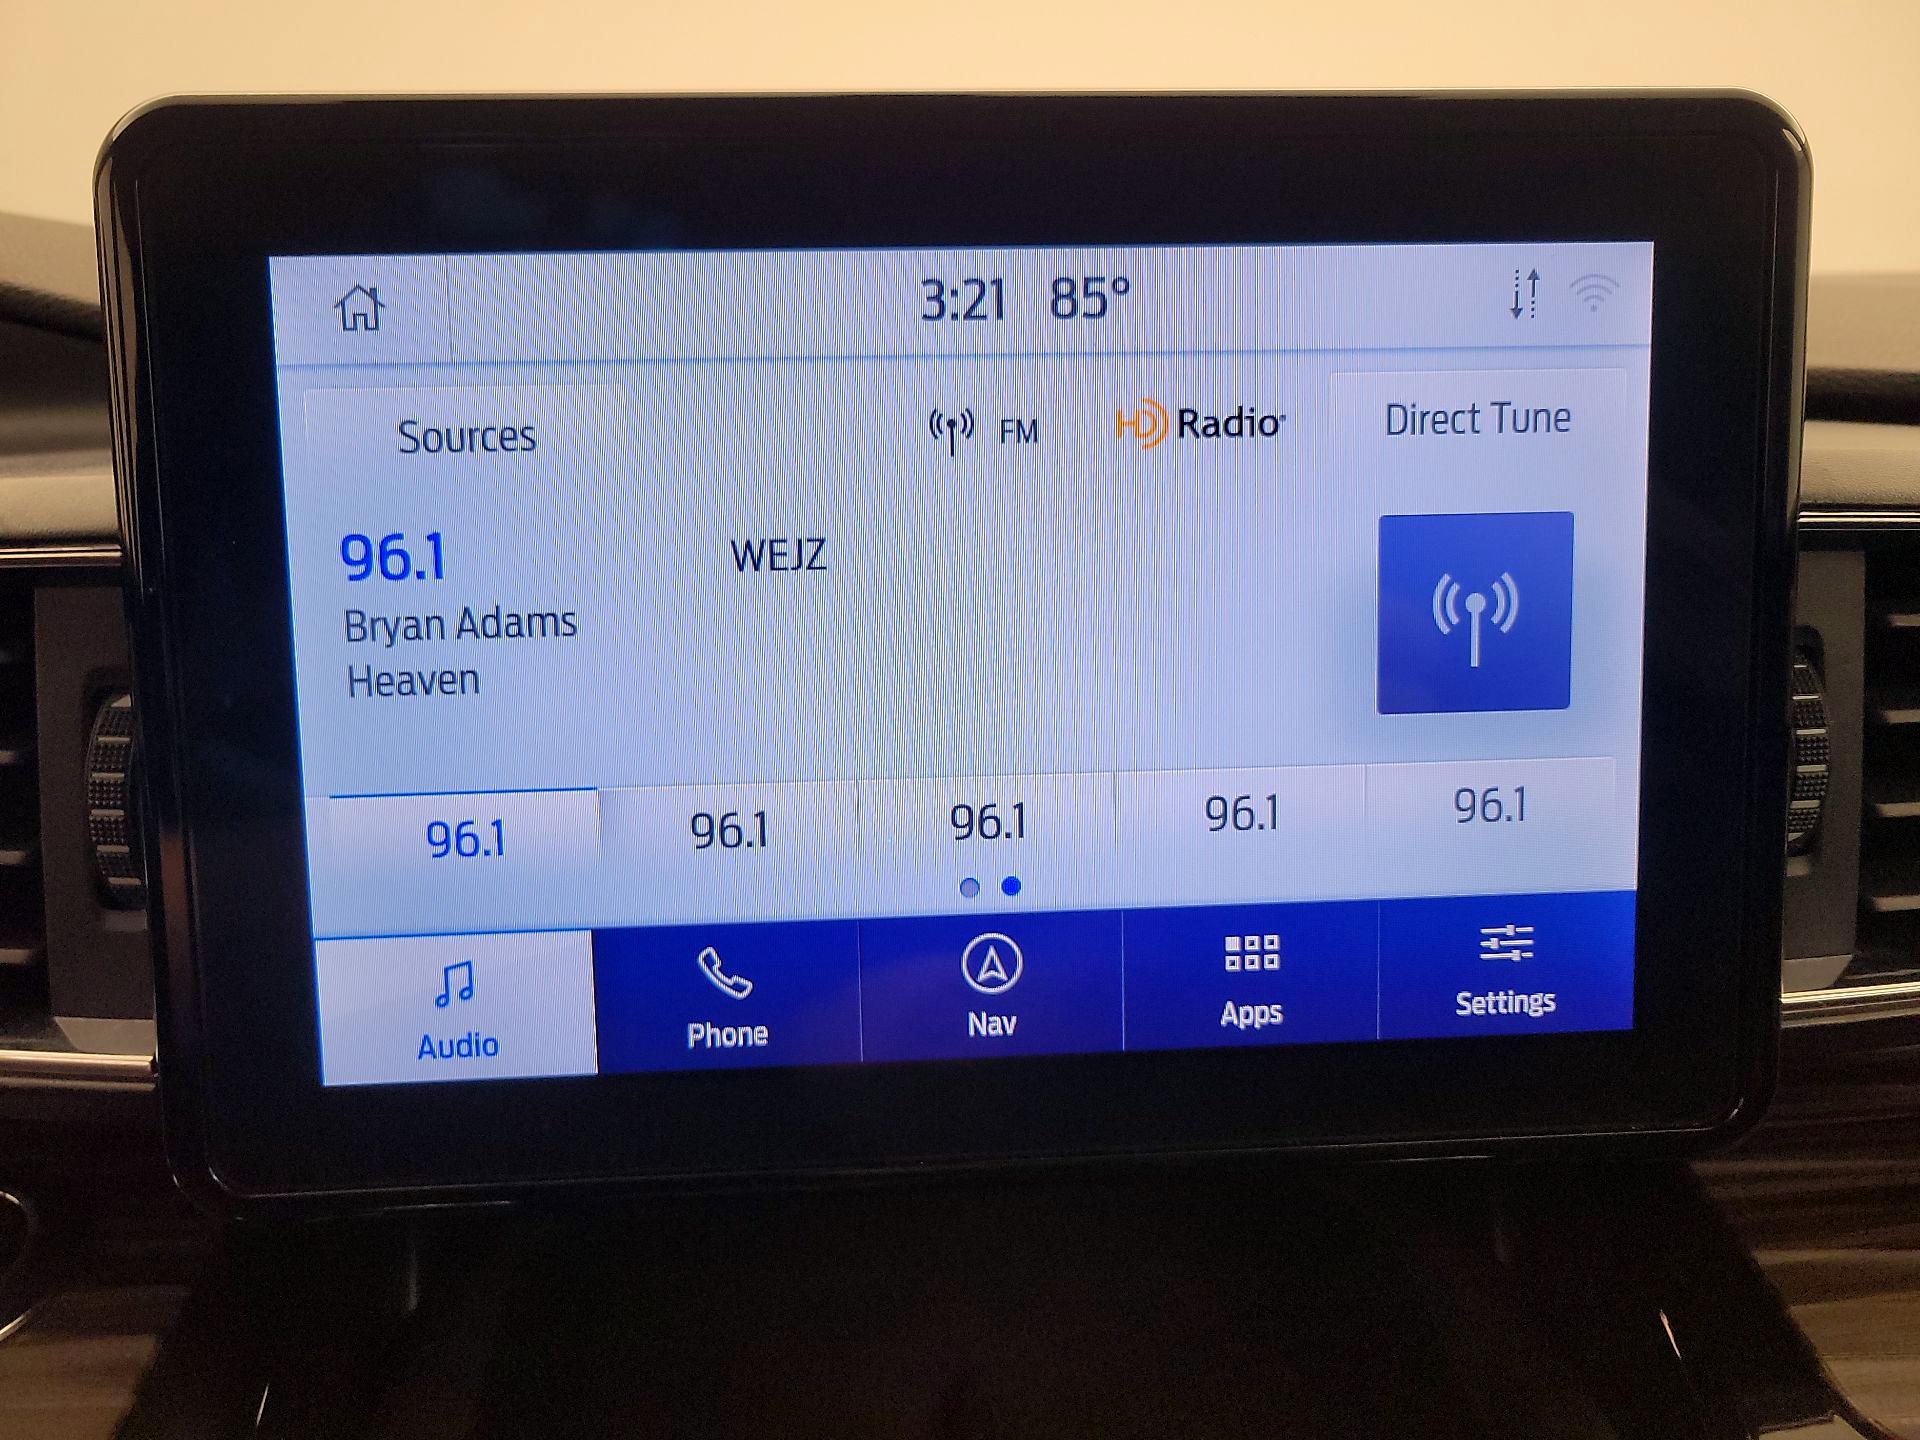 3:21 85°
Sources
FM
HD Radio
Direct Tune
96.1
WEJZ
Bryan Adams
Heaven
96.1 96.1 96.1 96.1 96.1
Audio Phone Nav Apps Settings